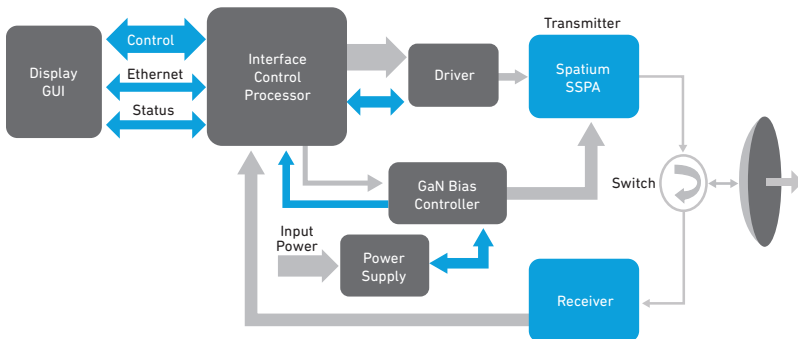 Transmitter
Control
Display
GUI
Ethernet
Status
Interface
Control
Processor
Driver
Spatium
SSPA
GaN Bias
Controller
Switch
Input
Power
Power
Supply
Receiver